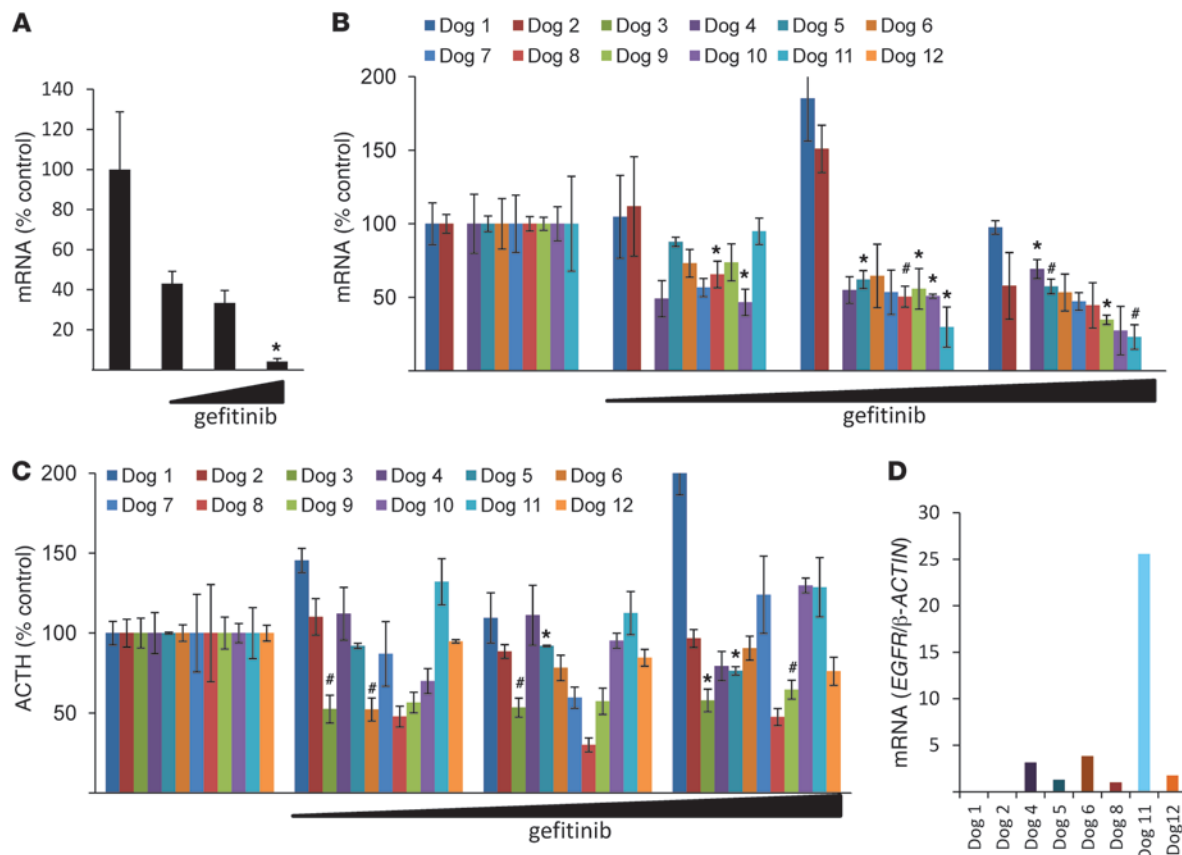 A
mRNA (% control)
140
120
100
80
60
40
20
*
gefitinib
B
Dog 1 Dog 2 Dog 3 Dog 4 Dog 5 Dog 6
Dog 7 Dog 8 Dog 9 Dog 10 Dog 11 Dog 12
mRNA (% control)
200
150
100
50
* * * # * * * * # * #
gefitinib
C
Dog 1 Dog 2 Dog 3 Dog 4 Dog 5 Dog 6
Dog 7 Dog 8 Dog 9 Dog 10 Dog 11 Dog 12
ACTH (% control)
200
150
100
50
# # # * * * #
gefitinib
D
mRNA (EGFR/β-ACTIN)
30
25
20
15
10
5
Dog 1
Dog 2
Dog 4
Dog 5
Dog 6
Dog 8
Dog 11
Dog12